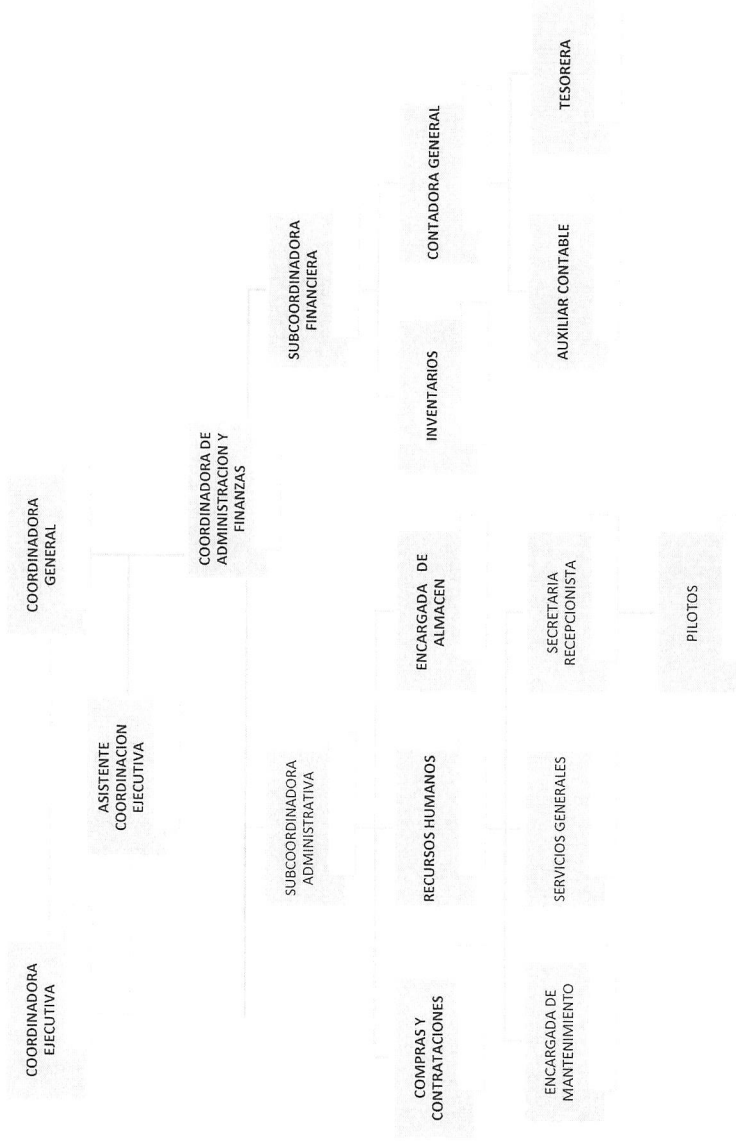 COORDINADORA
EJECUTIVA
COORDINADORA
GENERAL
ASISTENTE
COORDINACION
EJECUTIVA
COORDINADORA DE
ADMINISTRACION Y
FINANZAS
SUBCOORDINADORA
ADMINISTRATIVA
SUBCOORDINADORA
FINANCIERA
COMPRAS Y
CONTRATACIONES
RECURSOS HUMANOS
ENCARGADA DE
ALMACEN
INVENTARIOS
CONTADORA GENERAL
ENCARGADA DE
MANTENIMIENTO
SERVICIOS GENERALES
SECRETARIA
RECEPCIONISTA
AUXILIAR CONTABLE
TESORERA
PILOTOS